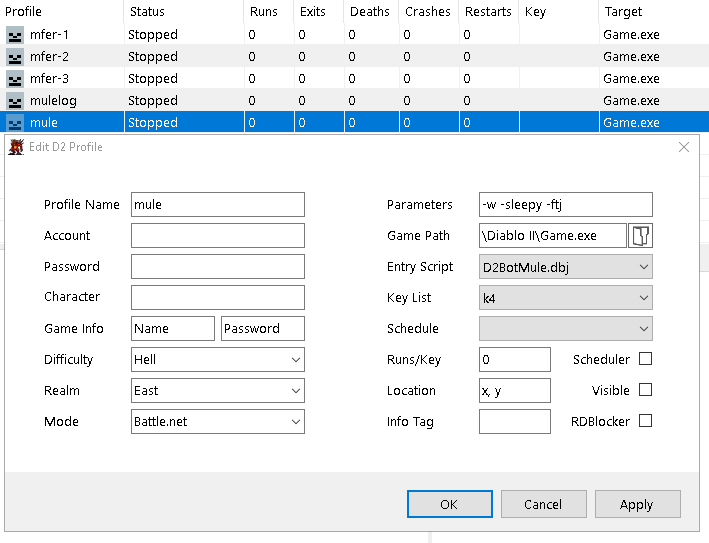 Profile Status Runs Exits Deaths Crashes Restarts Key Target
mfer-1 Stopped 0 0 0 0 0 Game.exe
mfer-2 Stopped 0 0 0 0 0 Game.exe
mfer-3 Stopped 0 0 0 0 0 Game.exe
mulelog Stopped 0 0 0 0 0 Game.exe
mule Stopped 0 0 0 0 0 Game.exe
Edit D2 Profile
Profile Name mule Parameters -w -sleepy -ftj
Account Game Path \Diablo II\Game.exe
Password Entry Script D2BotMule.dbj
Character Key List k4
Game Info Name Password Schedule
Difficulty Hell Runs/Key 0 Scheduler
Realm East Location x, y Visible
Mode Battle.net Info Tag RDBlocker
OK Cancel Apply